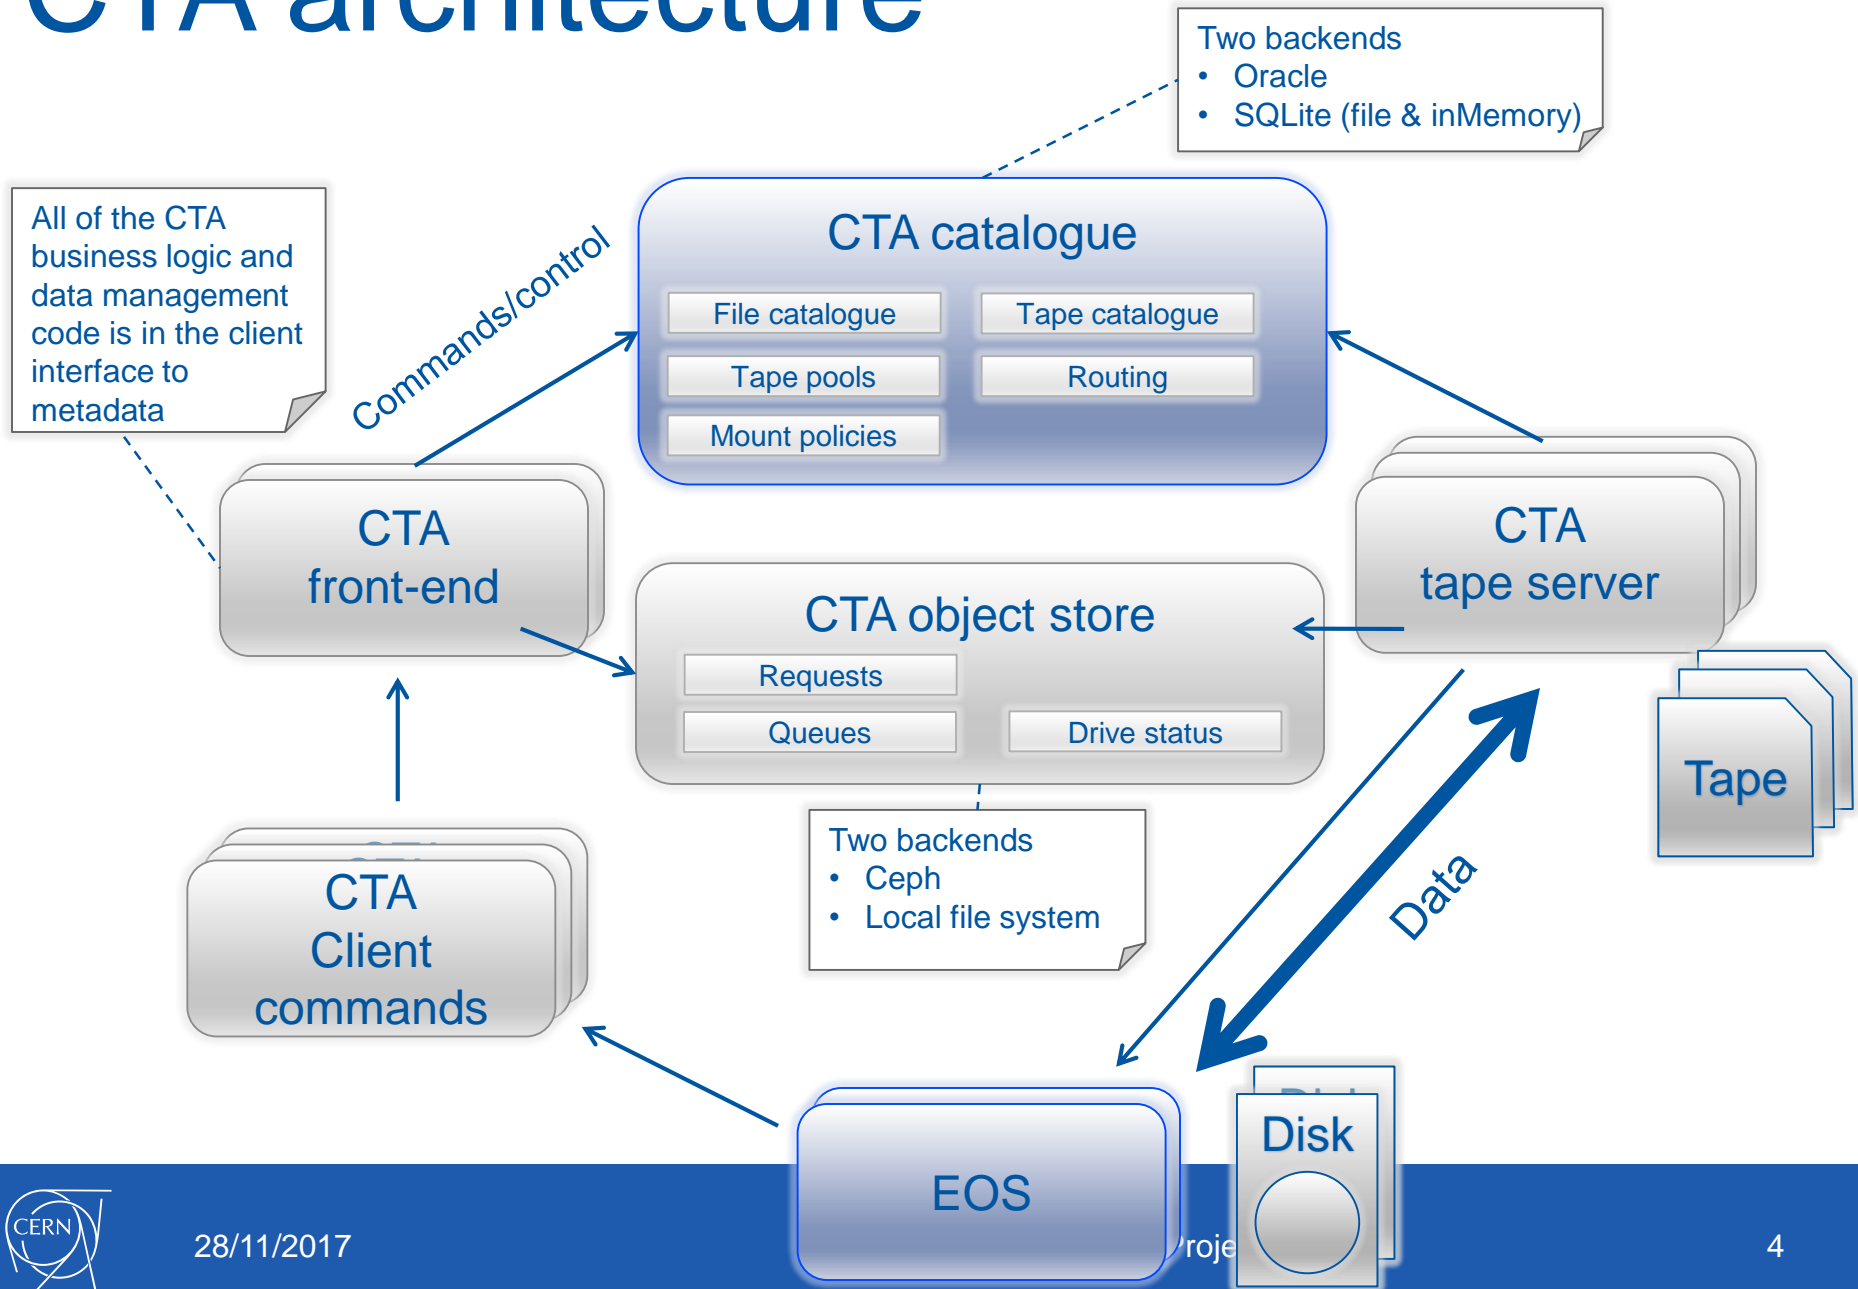 CTA architecture
Two backends
• Oracle
• SQLite (file & inMemory)
All of the CTA
business logic and
data management
code is in the client
interface to
metadata
Commands/control
CTA catalogue
File catalogue
Tape catalogue
Tape pools
Routing
Mount policies
CTA
front-end
CTA
tape server
CTA object store
Requests
Queues
Drive status
Tape
Two backends
• Ceph
• Local file system
Data
CTA
Client
commands
Disk
EOS
CERN
28/11/2017
4